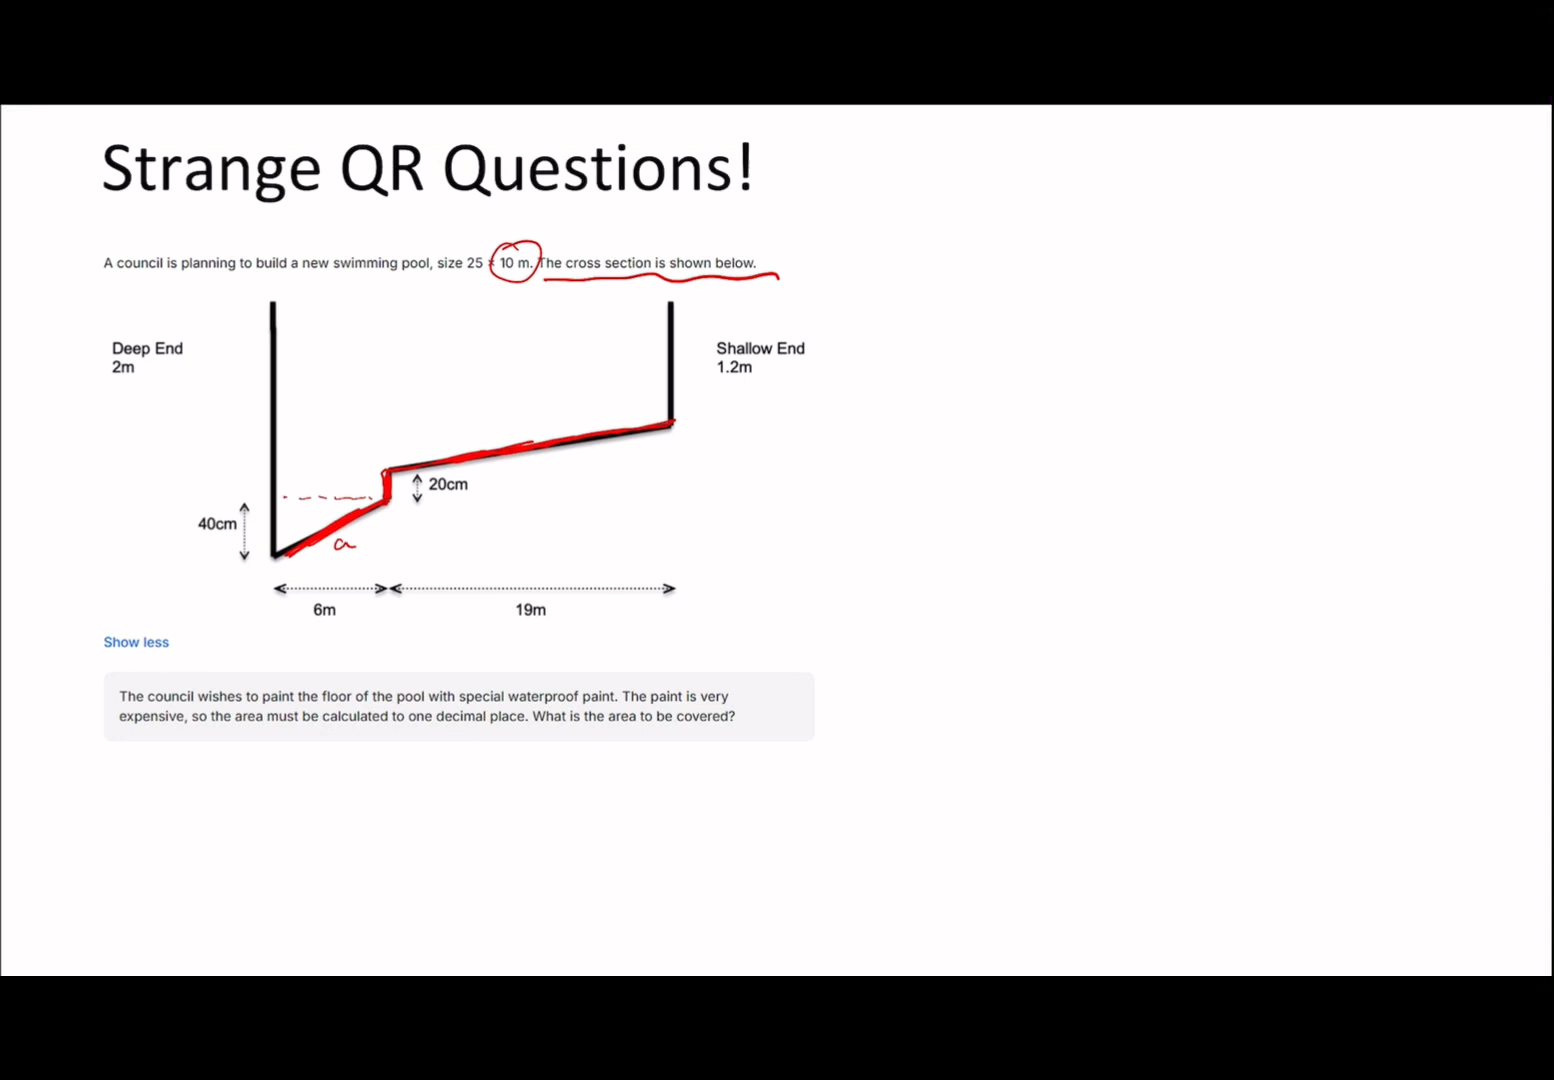 Strange QR Questions!
A council is planning to build a new swimming pool, size 25 × 10 m. The cross section is shown below.
Deep End
2m
Shallow End
1.2m
20cm
40cm
a
6m
19m
Show less
The council wishes to paint the floor of the pool with special waterproof paint. The paint is very
expensive, so the area must be calculated to one decimal place. What is the area to be covered?